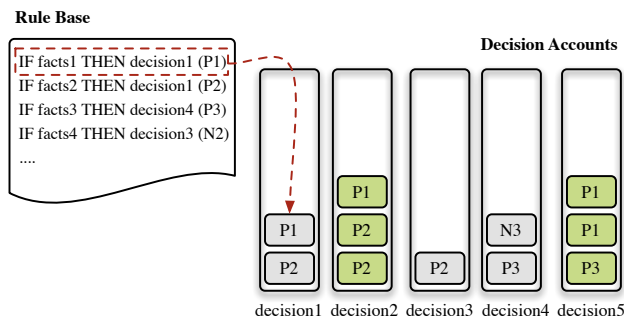 Rule Base
IF facts1 THEN decision1 (P1)
IF facts2 THEN decision1 (P2)
IF facts3 THEN decision4 (P3)
IF facts4 THEN decision3 (N2)
....
Decision Accounts
P1
P2
P1
P2
P2
P2
N3
P3
P1
P1
P3
decision1 decision2 decision3 decision4 decision5